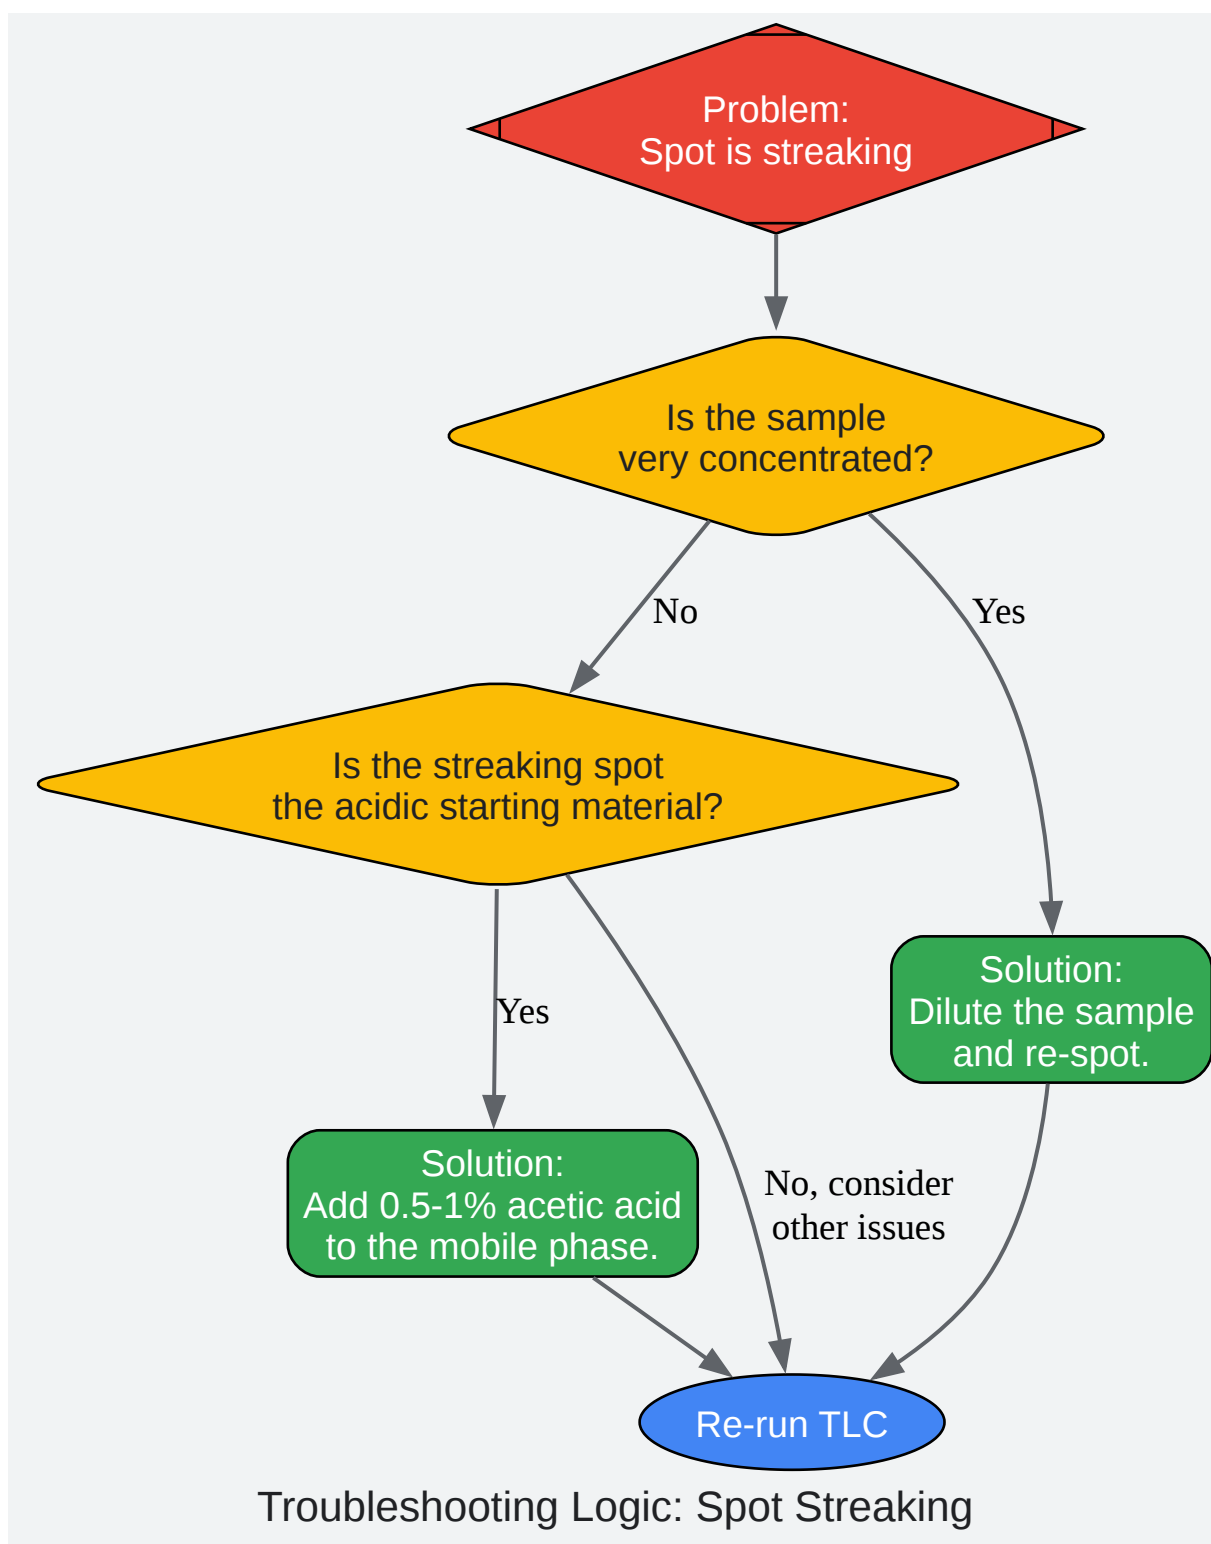 Problem:
Spot is streaking
Is the sample
very concentrated?
No
Yes
Is the streaking spot
the acidic starting material?
Yes
Solution:
Dilute the sample
and re-spot.
Solution:
Add 0.5-1% acetic acid
to the mobile phase.
No, consider
other issues
Re-run TLC
Troubleshooting Logic: Spot Streaking